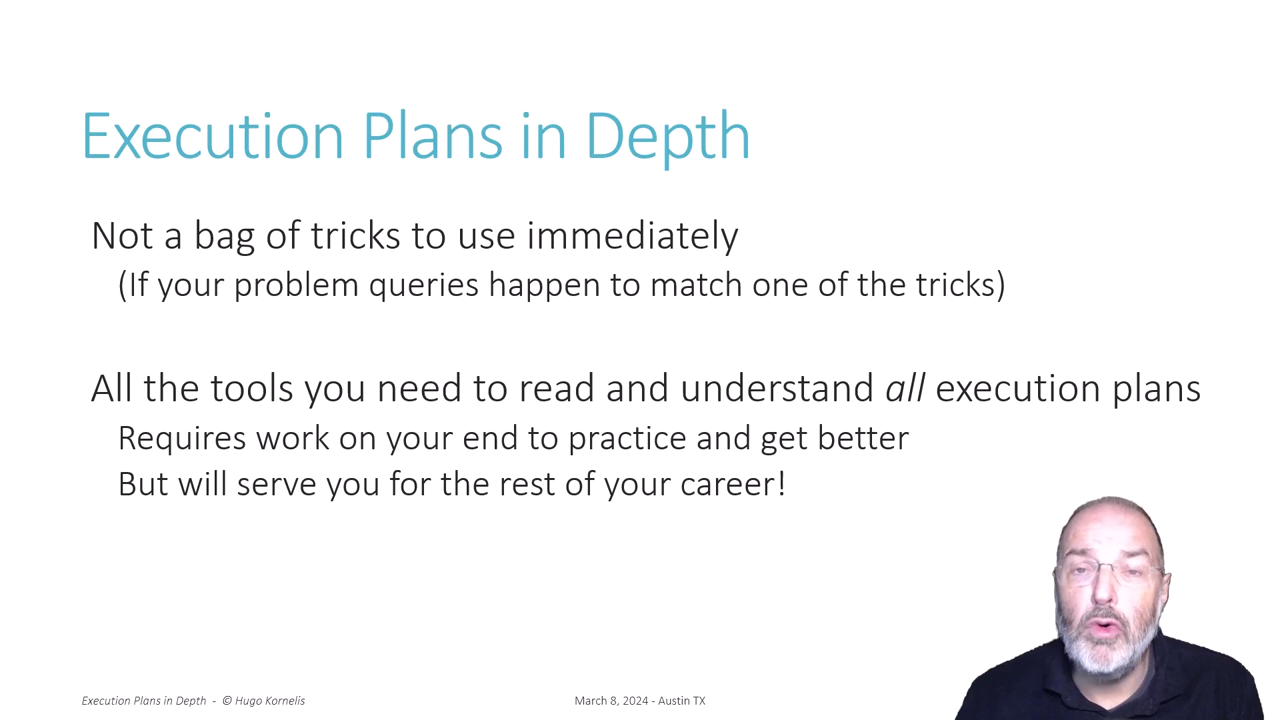 Execution Plans in Depth
Not a bag of tricks to use immediately
(If your problem queries happen to match one of the tricks)
All the tools you need to read and understand all execution plans
Requires work on your end to practice and get better
But will serve you for the rest of your career!
Execution Plans in Depth - © Hugo Kornelis
March 8, 2024 - Austin TX